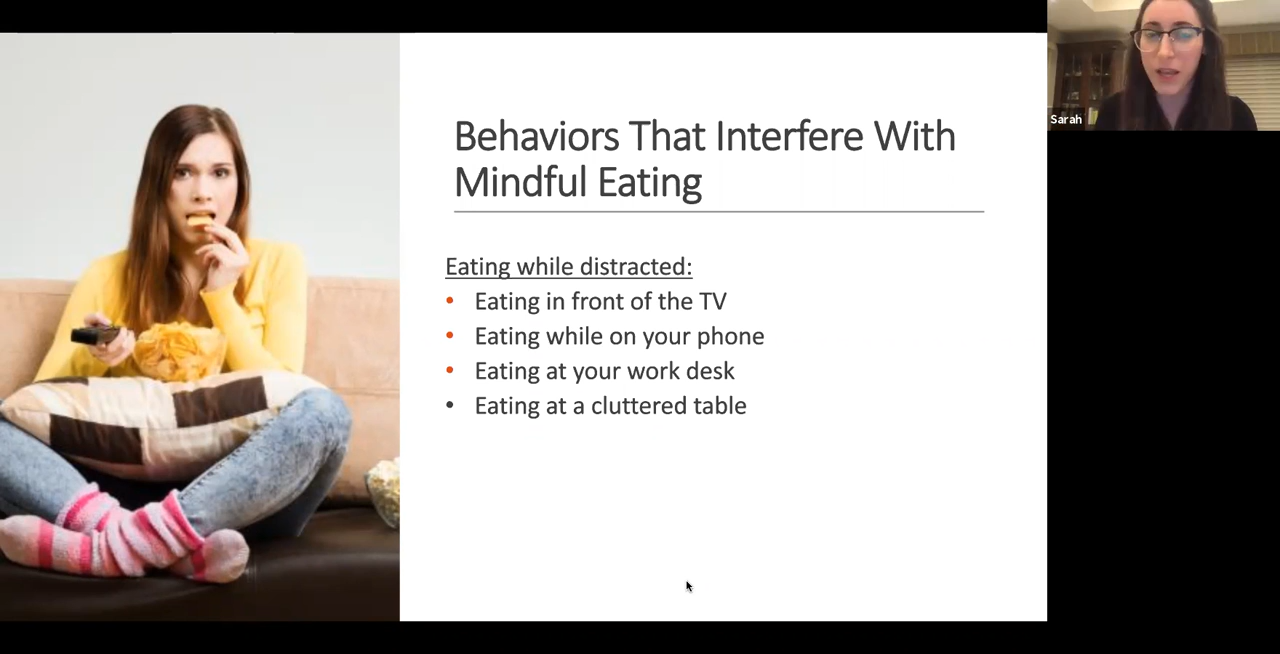 Behaviors That Interfere With
Mindful Eating
Eating while distracted:
• Eating in front of the TV
• Eating while on your phone
• Eating at your work desk
• Eating at a cluttered table
Sarah